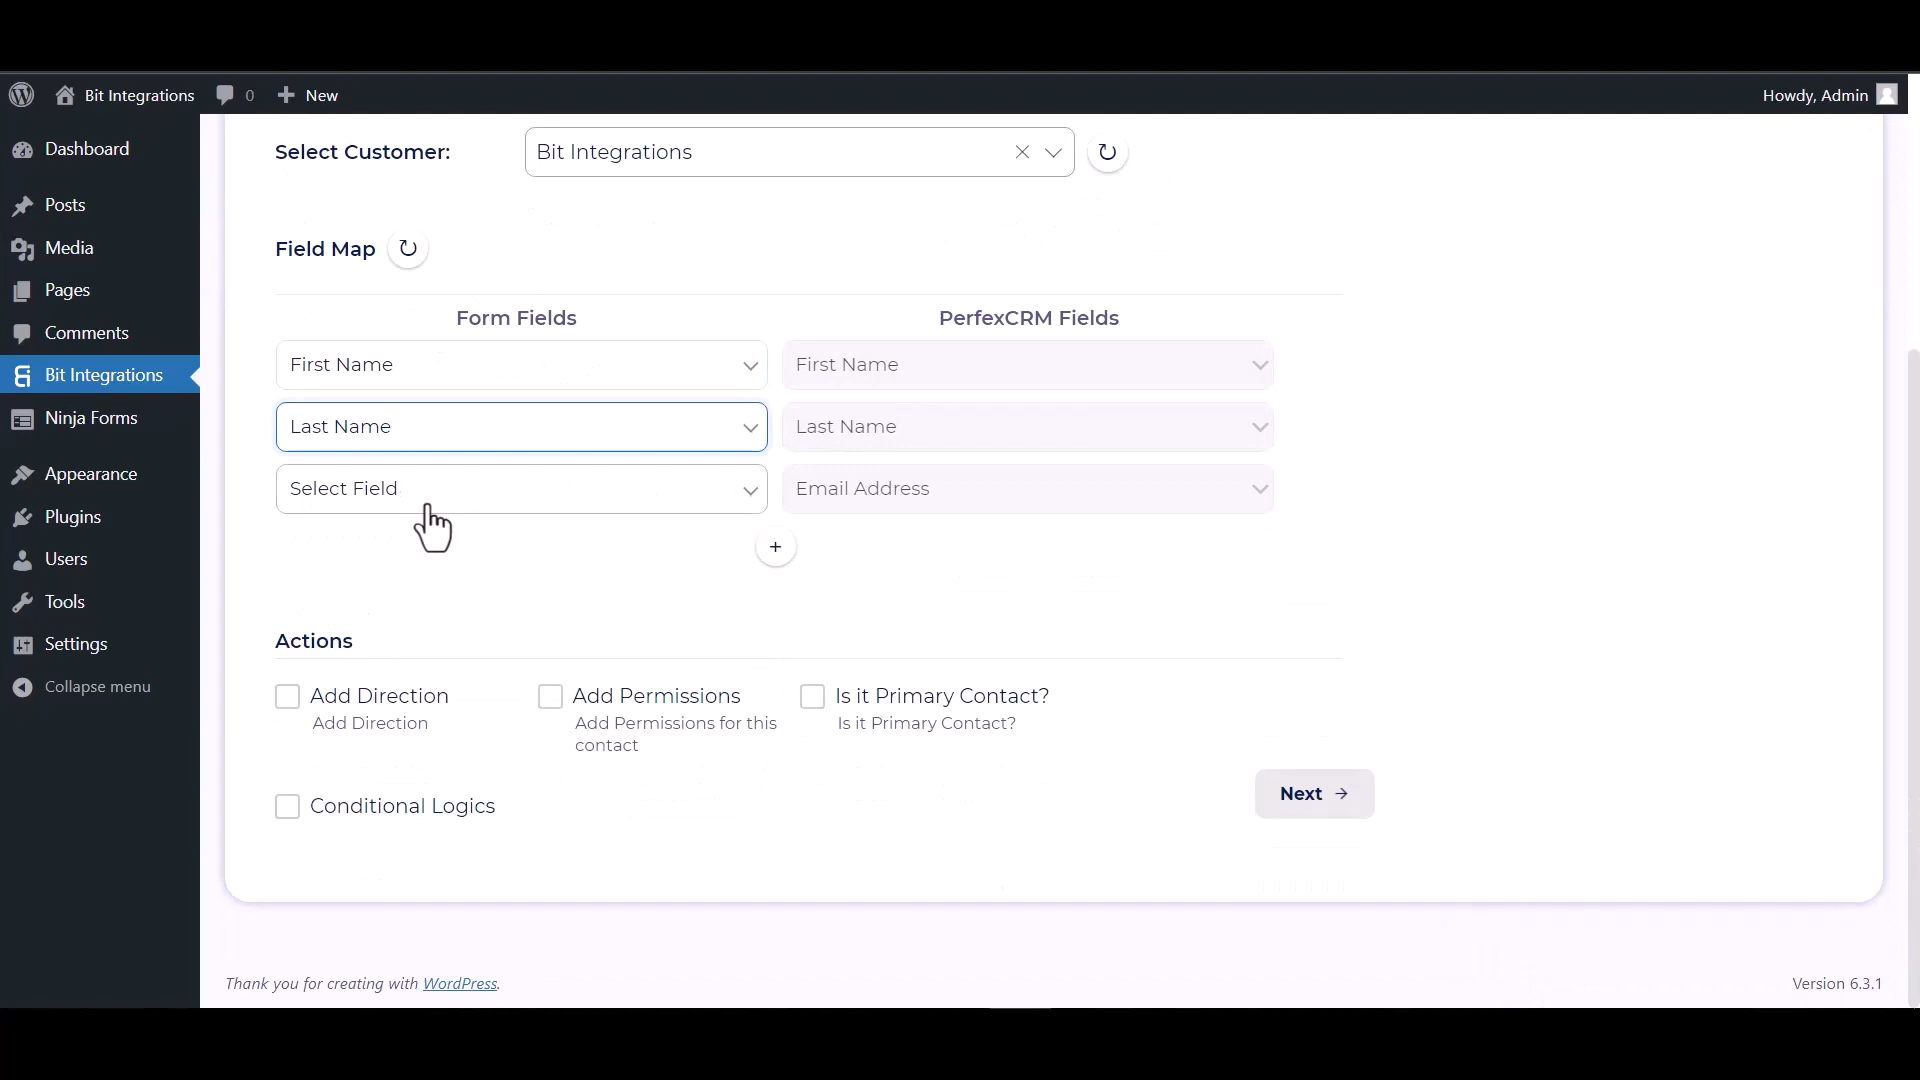 Bit Integrations 0 New Howdy, Admin
Dashboard
Posts
Media
Pages
Comments
Bit Integrations
Ninja Forms
Appearance
Plugins
Users
Tools
Settings
Collapse menu
Select Customer: Bit Integrations
Field Map
Form Fields PerfexCRM Fields
First Name First Name
Last Name Last Name
Select Field Email Address
+
Actions
Add Direction Add Permissions Is it Primary Contact?
Add Direction Add Permissions for this Is it Primary Contact?
contact
Conditional Logics
Next →
Thank you for creating with WordPress. Version 6.3.1